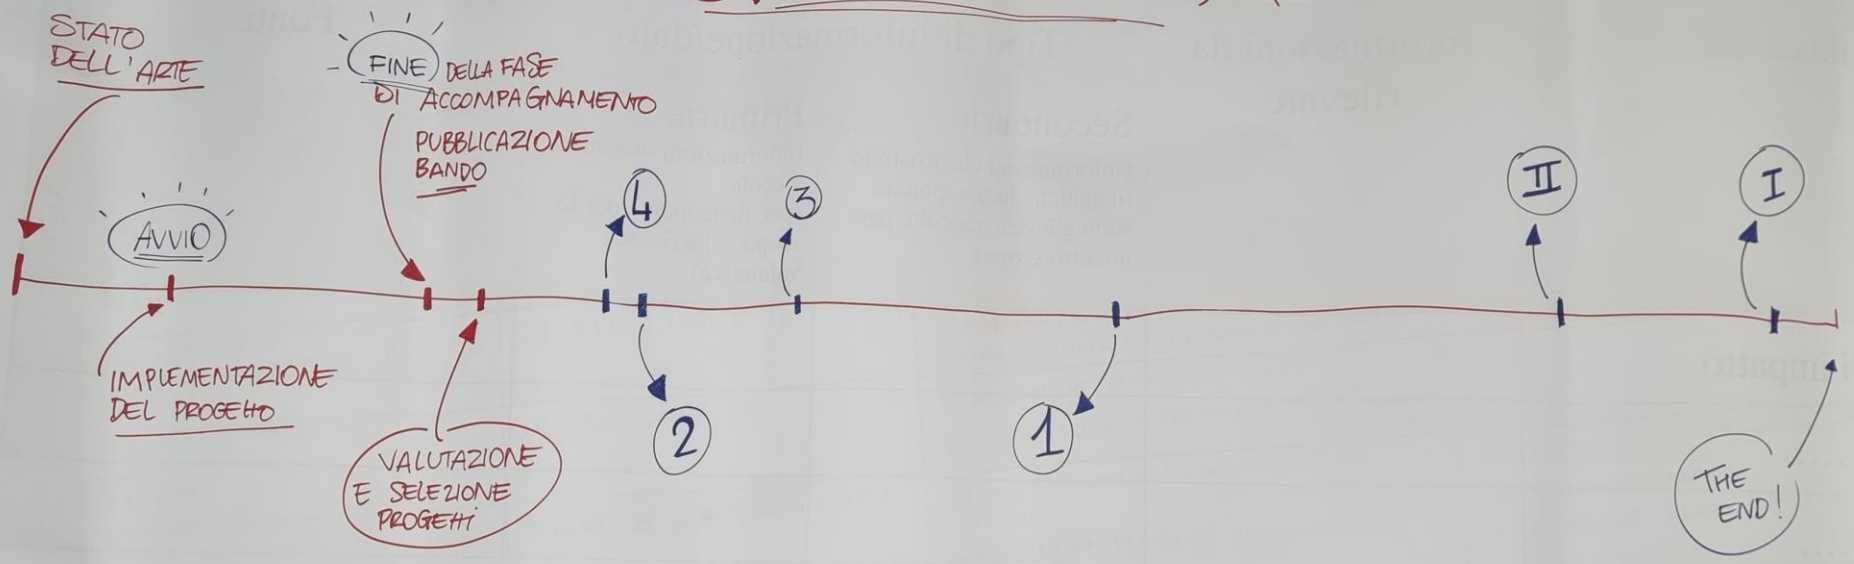 STATO
DELL'ARTE
AVVIO
IMPLEMENTAZIONE
DEL PROGETTO
FINE DELLA FASE
DI ACCOMPAGNAMENTO
PUBBLICAZIONE
BANDO
VALUTAZIONE
E SELEZIONE
PROGETTI
4
2
3
1
II
I
THE
END!